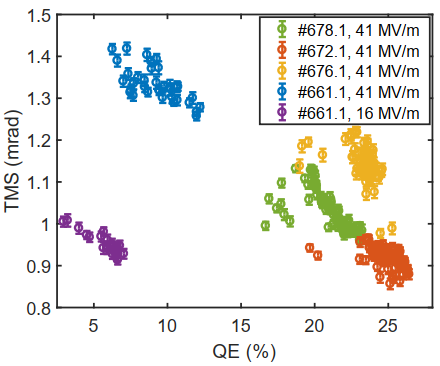 1.5
1.4
1.3
1.2
1.1
1
0.9
0.8
TMS (mrad)
#678.1, 41 MV/m
#672.1, 41 MV/m
#676.1, 41 MV/m
#661.1, 41 MV/m
#661.1, 16 MV/m
5 10 15 20 25
QE (%)